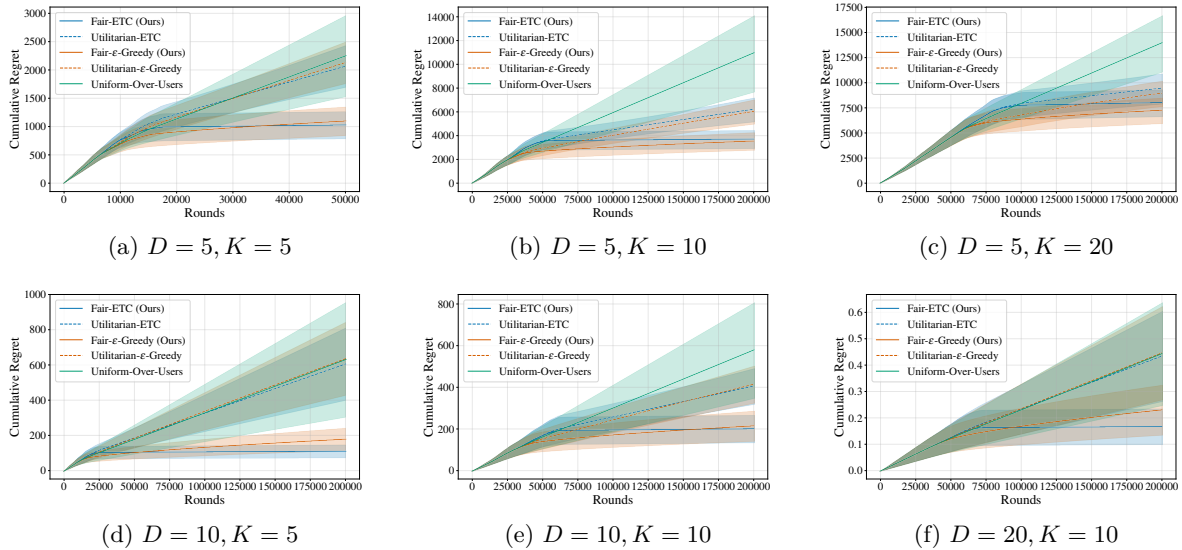 3000
2500
2000
1500
1000
500
0
Cumulative Regret
Fair-ETC (Ours)
Utilitarian-ETC
Fair-ε-Greedy (Ours)
Utilitarian-ε-Greedy
Uniform-Over-Users
0 10000 20000 30000 40000 50000
Rounds
(a) D = 5, K = 5
14000
12000
10000
8000
6000
4000
2000
0
Cumulative Regret
Fair-ETC (Ours)
Utilitarian-ETC
Fair-ε-Greedy (Ours)
Utilitarian-ε-Greedy
Uniform-Over-Users
0 25000 50000 75000 100000 125000 150000 175000 200000
Rounds
(b) D = 5, K = 10
17500
15000
12500
10000
7500
5000
2500
0
Cumulative Regret
Fair-ETC (Ours)
Utilitarian-ETC
Fair-ε-Greedy (Ours)
Utilitarian-ε-Greedy
Uniform-Over-Users
0 25000 50000 75000 100000 125000 150000 175000 200000
Rounds
(c) D = 5, K = 20
1000
800
600
400
200
0
Cumulative Regret
Fair-ETC (Ours)
Utilitarian-ETC
Fair-ε-Greedy (Ours)
Utilitarian-ε-Greedy
Uniform-Over-Users
0 25000 50000 75000 100000 125000 150000 175000 200000
Rounds
(d) D = 10, K = 5
800
600
400
200
0
Cumulative Regret
Fair-ETC (Ours)
Utilitarian-ETC
Fair-ε-Greedy (Ours)
Utilitarian-ε-Greedy
Uniform-Over-Users
0 25000 50000 75000 100000 125000 150000 175000 200000
Rounds
(e) D = 10, K = 10
0.6
0.5
0.4
0.3
0.2
0.1
0.0
Cumulative Regret
Fair-ETC (Ours)
Utilitarian-ETC
Fair-ε-Greedy (Ours)
Utilitarian-ε-Greedy
Uniform-Over-Users
0 25000 50000 75000 100000 125000 150000 175000 200000
Rounds
(f) D = 20, K = 10